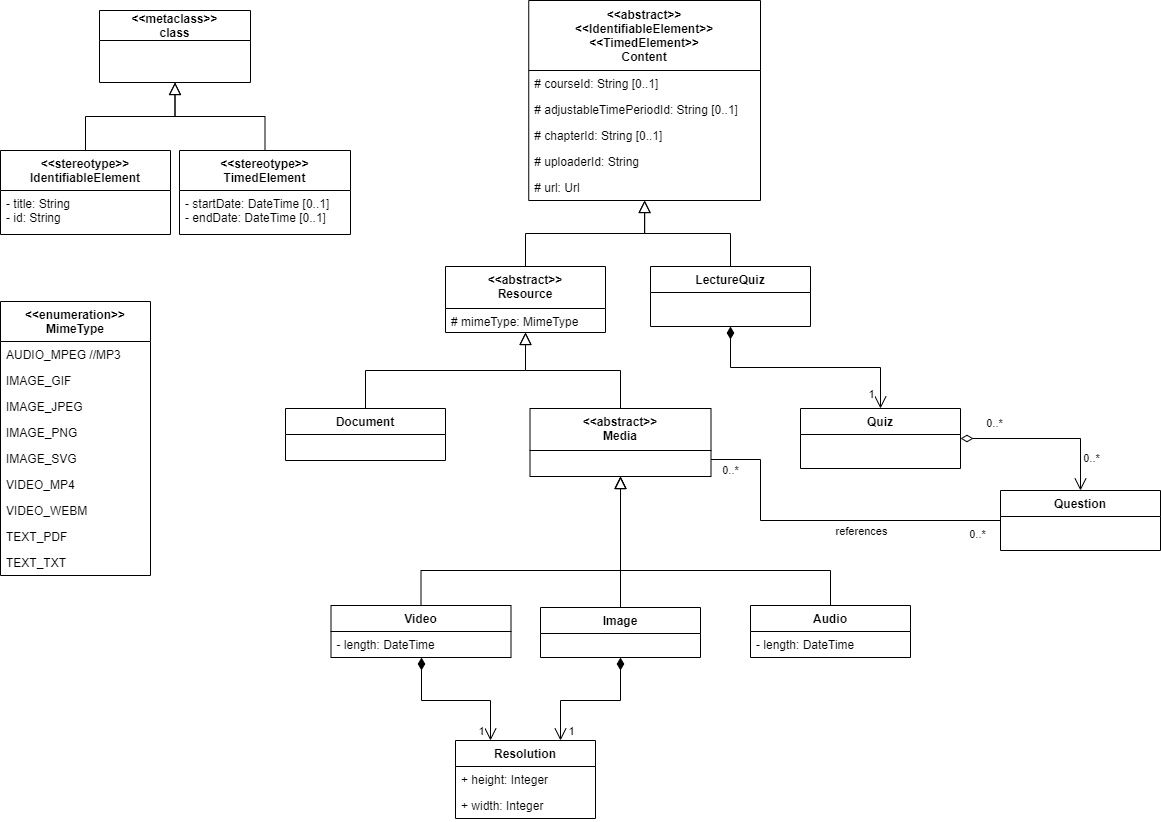 <<metaclass>>
class
<<stereotype>>
IdentifiableElement
- title: String
- id: String
<<stereotype>>
TimedElement
- startDate: DateTime [0..1]
- endDate: DateTime [0..1]
<<enumeration>>
MimeType
AUDIO_MPEG //MP3
IMAGE_GIF
IMAGE_JPEG
IMAGE_PNG
IMAGE_SVG
VIDEO_MP4
VIDEO_WEBM
TEXT_PDF
TEXT_TXT
<<abstract>>
<<IdentifiableElement>>
<<TimedElement>>
Content
# courseId: String [0..1]
# adjustableTimePeriodId: String [0..1]
# chapterId: String [0..1]
# uploaderId: String
# url: Url
<<abstract>>
Resource
# mimeType: MimeType
LectureQuiz
1
Document
<<abstract>>
Media
0..*
Quiz
0..*
0..*
Question
references
0..*
Video
- length: DateTime
Image
Audio
- length: DateTime
1
1
Resolution
+ height: Integer
+ width: Integer